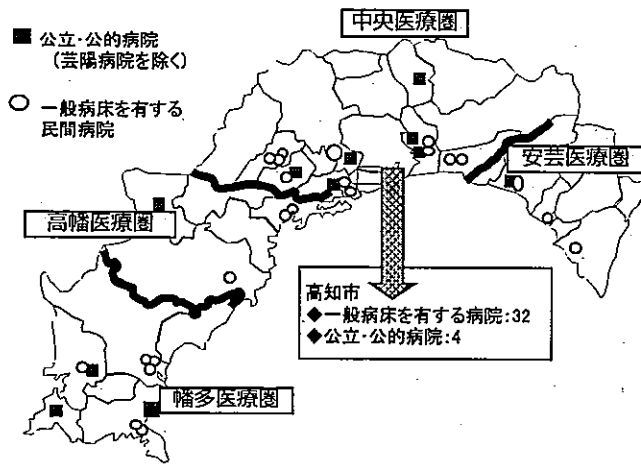 中央医療圏
■ 公立・公的病院
(芸陽病院を除く)
○ 一般病床を有する
民間病院
安芸医療圏
高幡医療圏
高知市
◆一般病床を有する病院:32
◆公立・公的病院:4
幡多医療圏